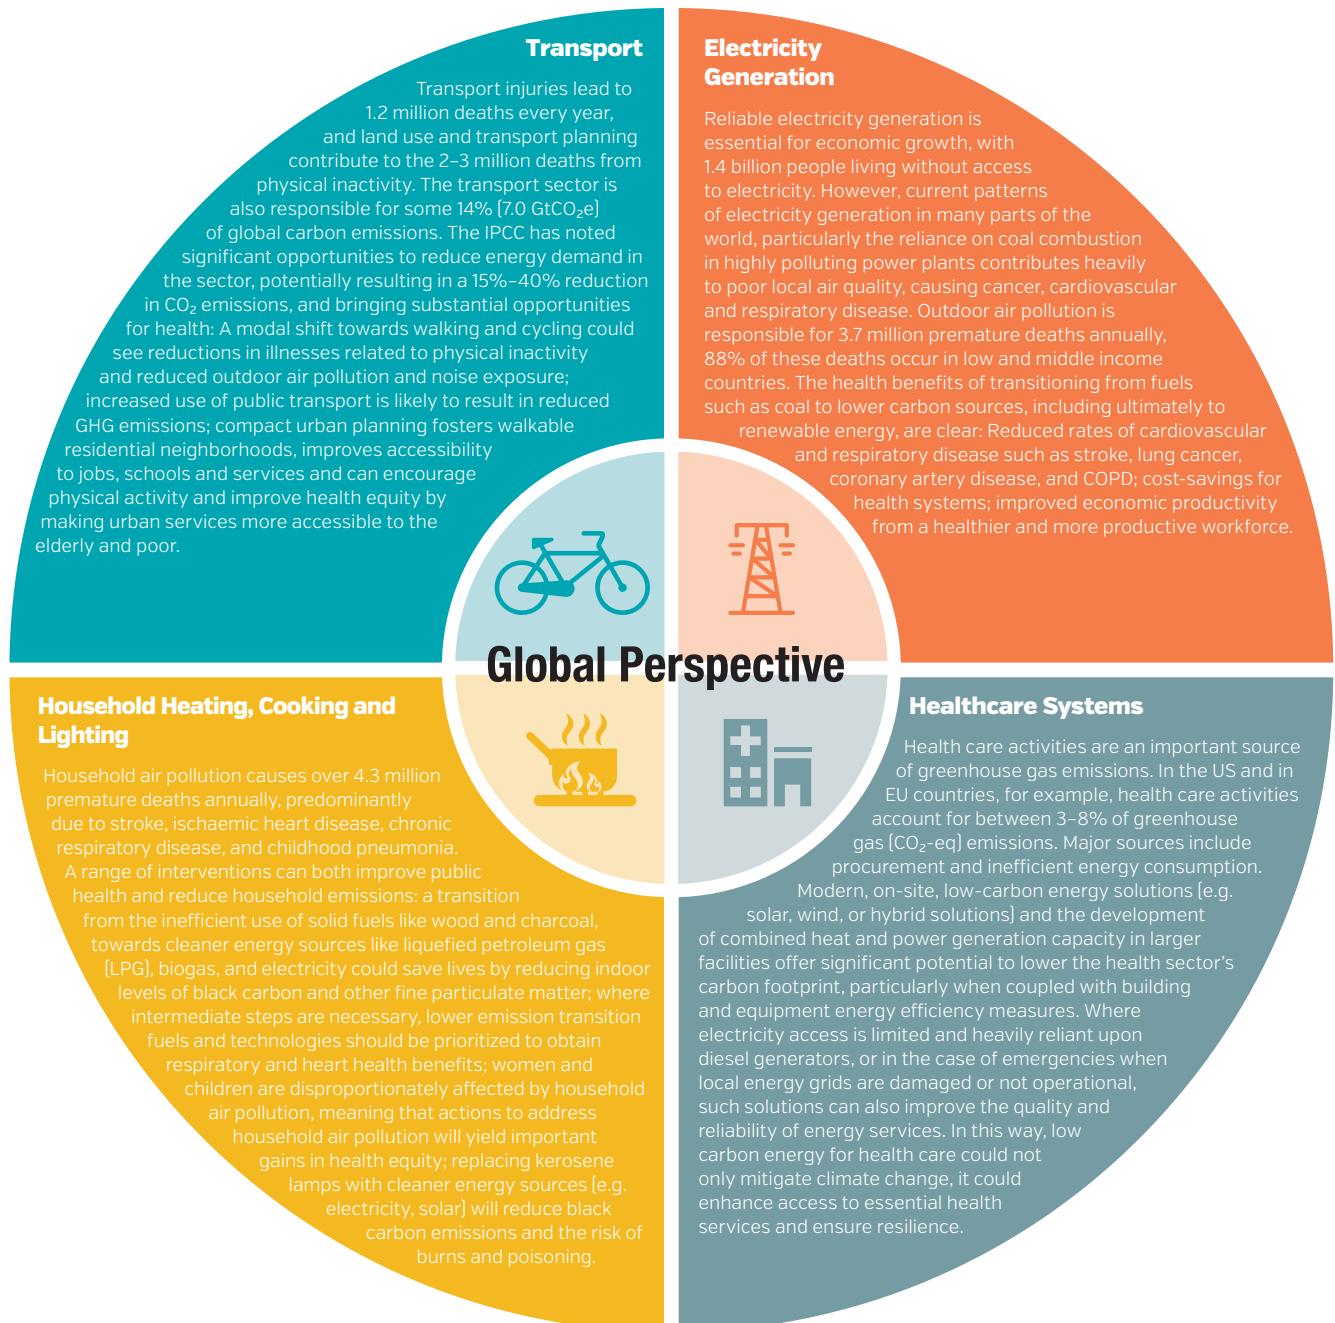 Transport
Transport injuries lead to
1.2 million deaths every year,
and land use and transport planning
contribute to the 2–3 million deaths from
physical inactivity. The transport sector is
also responsible for some 14% (7.0 GtCO₂e)
of global carbon emissions. The IPCC has noted
significant opportunities to reduce energy demand in
the sector, potentially resulting in a 15%–40% reduction
in CO₂ emissions, and bringing substantial opportunities
for health: A modal shift towards walking and cycling could
see reductions in illnesses related to physical inactivity
and reduced outdoor air pollution and noise exposure;
increased use of public transport is likely to result in reduced
GHG emissions; compact urban planning fosters walkable
residential neighborhoods, improves accessibility
to jobs, schools and services and can encourage
physical activity and improve health equity by
making urban services more accessible to the
elderly and poor.
Electricity
Generation
Reliable electricity generation is
essential for economic growth, with
1.4 billion people living without access
to electricity. However, current patterns
of electricity generation in many parts of the
world, particularly the reliance on coal combustion
in highly polluting power plants contributes heavily
to poor local air quality, causing cancer, cardiovascular
and respiratory disease. Outdoor air pollution is
responsible for 3.7 million premature deaths annually,
88% of these deaths occur in low and middle income
countries. The health benefits of transitioning from fuels
such as coal to lower carbon sources, including ultimately to
renewable energy, are clear: Reduced rates of cardiovascular
and respiratory disease such as stroke, lung cancer,
coronary artery disease, and COPD; cost-savings for
health systems; improved economic productivity
from a healthier and more productive workforce.
Global Perspective
Household Heating, Cooking and
Lighting
Household air pollution causes over 4.3 million
premature deaths annually, predominantly
due to stroke, ischaemic heart disease, chronic
respiratory disease, and childhood pneumonia.
A range of interventions can both improve public
health and reduce household emissions: a transition
from the inefficient use of solid fuels like wood and charcoal,
towards cleaner energy sources like liquefied petroleum gas
(LPG), biogas, and electricity could save lives by reducing indoor
levels of black carbon and other fine particulate matter; where
intermediate steps are necessary, lower emission transition
fuels and technologies should be prioritized to obtain
respiratory and heart health benefits; women and
children are disproportionately affected by household
air pollution, meaning that actions to address
household air pollution will yield important
gains in health equity; replacing kerosene
lamps with cleaner energy sources (e.g.
electricity, solar) will reduce black
carbon emissions and the risk of
burns and poisoning.
Healthcare Systems
Health care activities are an important source
of greenhouse gas emissions. In the US and in
EU countries, for example, health care activities
account for between 3–8% of greenhouse
gas (CO₂-eq) emissions. Major sources include
procurement and inefficient energy consumption.
Modern, on-site, low-carbon energy solutions (e.g.
solar, wind, or hybrid solutions) and the development
of combined heat and power generation capacity in larger
facilities offer significant potential to lower the health sector's
carbon footprint, particularly when coupled with building
and equipment energy efficiency measures. Where
electricity access is limited and heavily reliant upon
diesel generators, or in the case of emergencies when
local energy grids are damaged or not operational,
such solutions can also improve the quality and
reliability of energy services. In this way, low
carbon energy for health care could not
only mitigate climate change, it could
enhance access to essential health
services and ensure resilience.